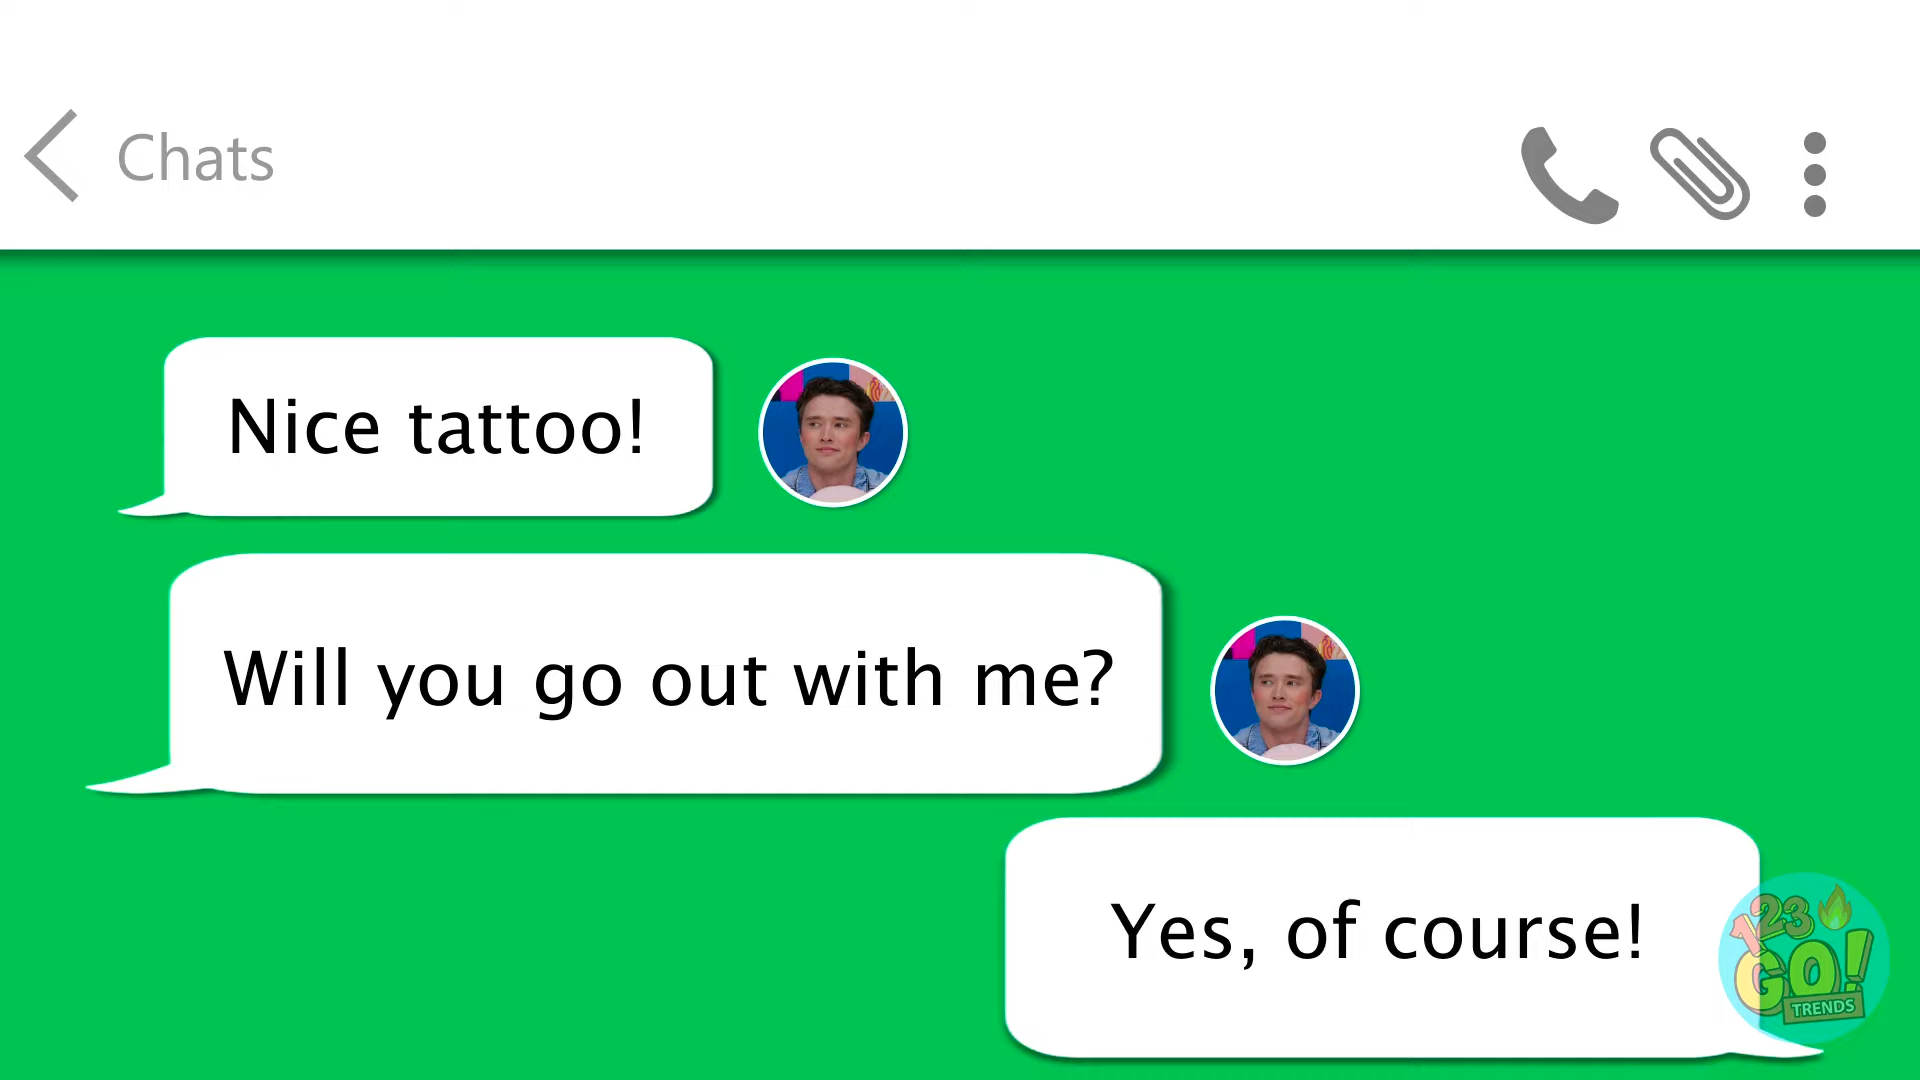 Chats
Nice tattoo!
Will you go out with me?
Yes, of course!
123
GO!
TRENDS